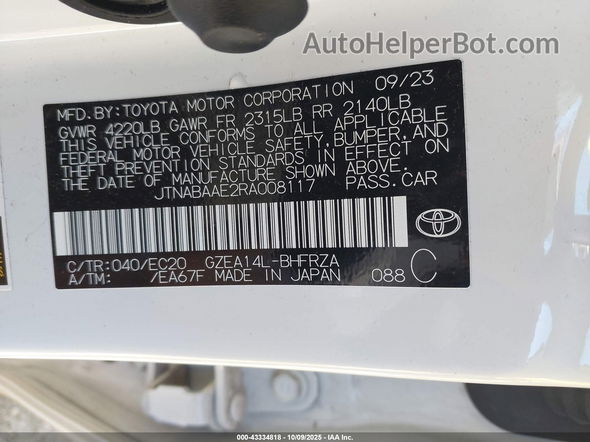 AutoHelperBot.com
MFD.BY:TOYOTA MOTOR CORPORATION 09/23
GVWR 4220LB GAWR FR 2315LB RR 2140LB
THIS VEHICLE CONFORMS TO ALL APPLICABLE
FEDERAL MOTOR VEHICLE SAFETY,BUMPER,AND
THEFT PREVENTION STANDARDS IN EFFECT ON
THE DATE OF MANUFACTURE SHOWN ABOVE.
JTNABAAE2RA008117 PASS.CAR
TOYOTA
C/TR:040/EC20 GZEA14L-BHFRZA
A/TM: /EA67F MADE IN JAPAN 088 C
000-43334818 - 10/09/2025 - IAA Inc.